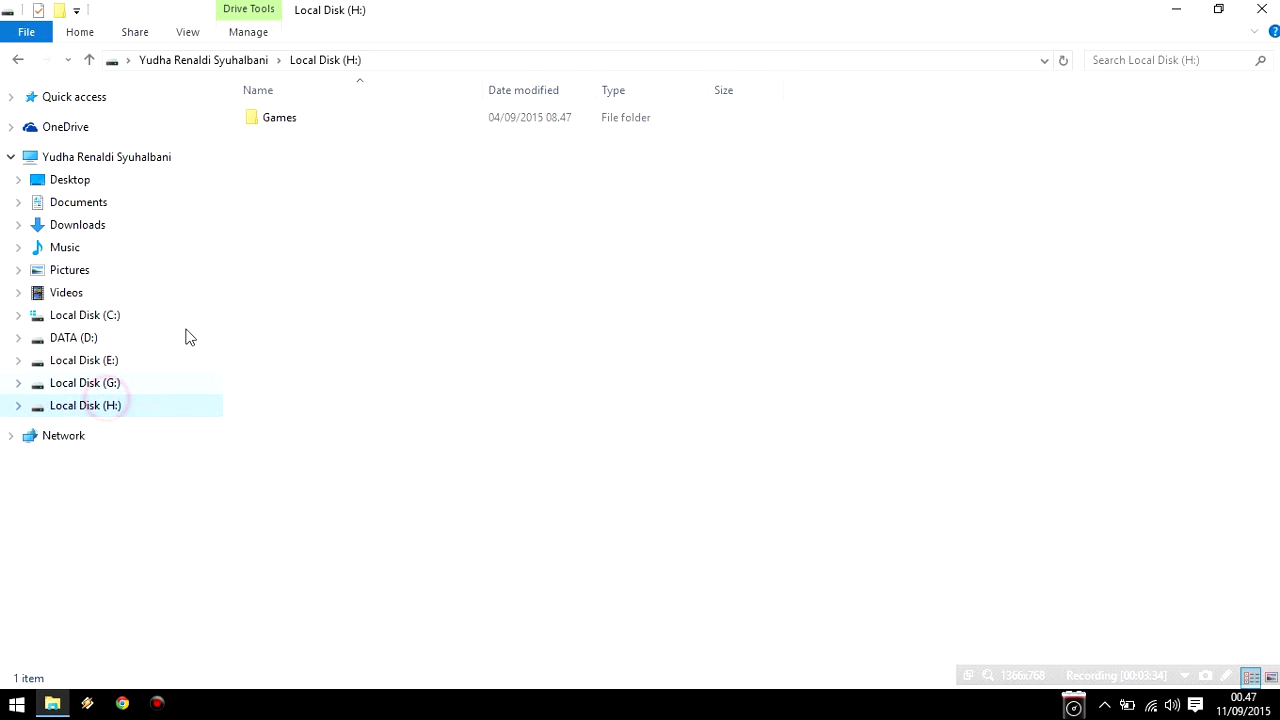 Drive Tools
Local Disk (H:)
File
Home
Share
View
Manage
Yudha Renaldi Syuhalbani
Local Disk (H:)
Search Local Disk (H:)
Name
Date modified
Type
Size
Games
04/09/2015 08.47
File folder
Quick access
OneDrive
Yudha Renaldi Syuhalbani
Desktop
Documents
Downloads
Music
Pictures
Videos
Local Disk (C:)
DATA (D:)
Local Disk (E:)
Local Disk (G:)
Local Disk (H:)
Network
1 item
1366x768
Recording [00:03:34]
00.47
11/09/2015